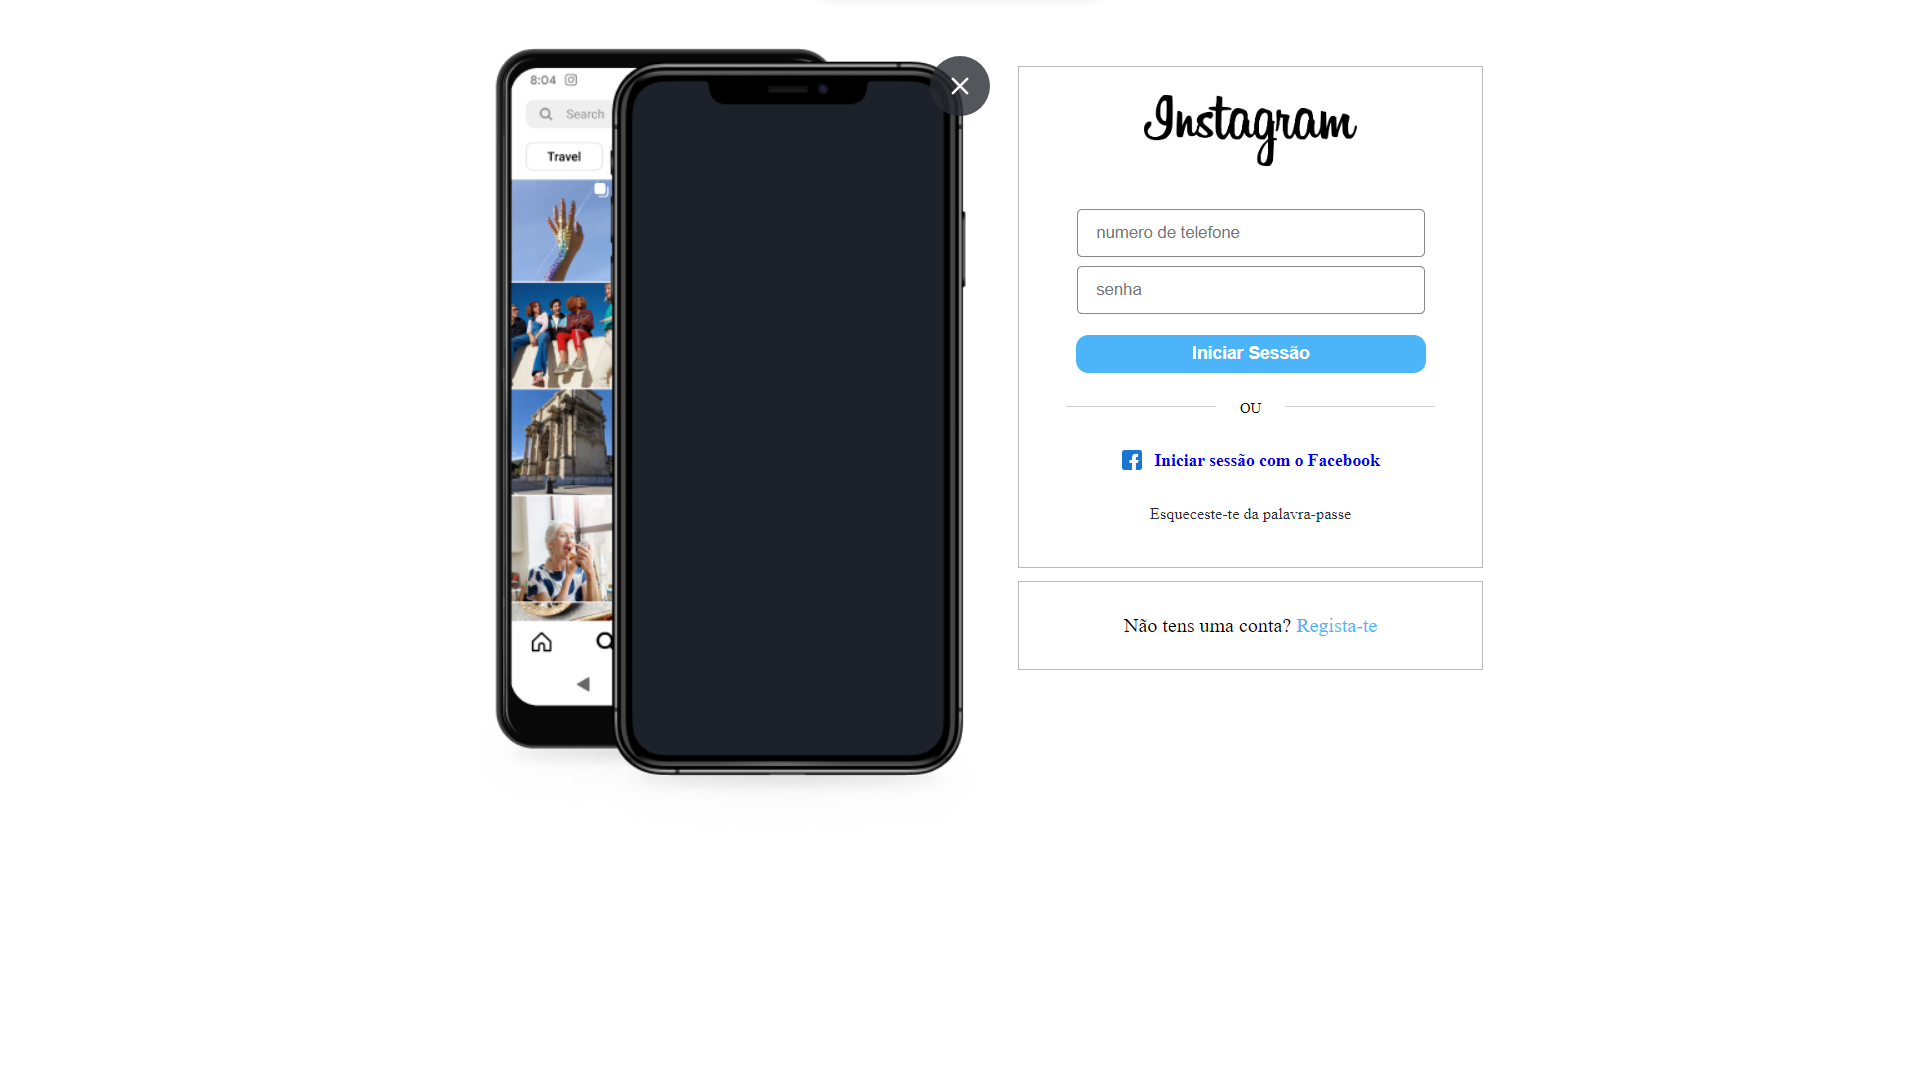 8:04
Search
Travel
Instagram
numero de telefone
senha
Iniciar Sessão
OU
Iniciar sessão com o Facebook
Esqueceste-te da palavra-passe
Não tens uma conta? Regista-te